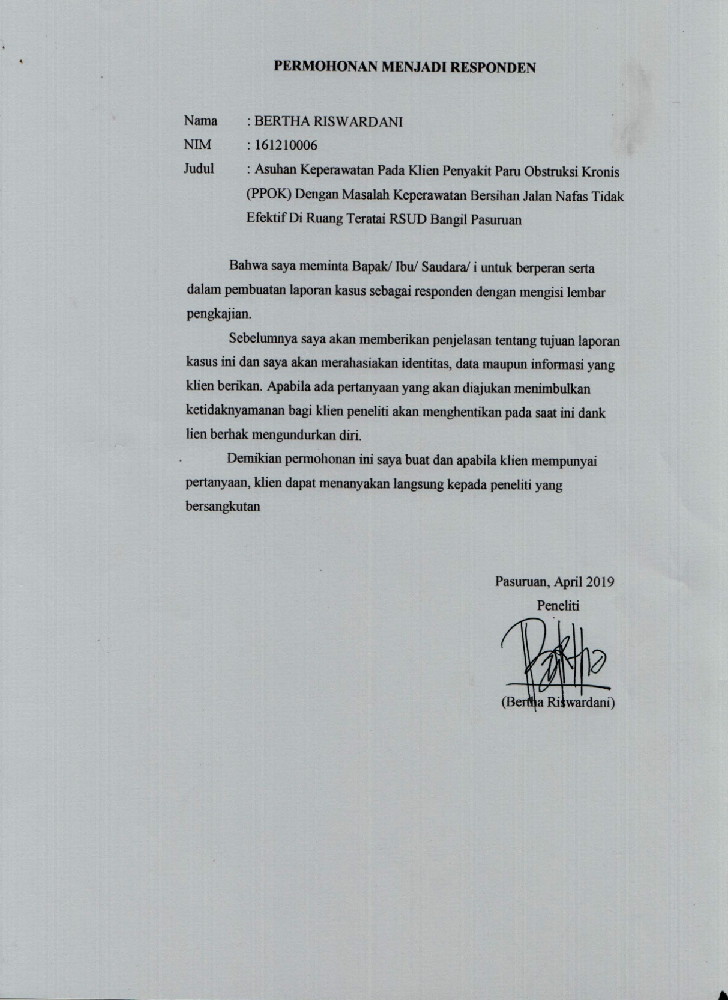 PERMOHONAN MENJADI RESPONDEN
Nama : BERTHA RISWARDANI
NIM : 161210006
Judul : Asuhan Keperawatan Pada Klien Penyakit Paru Obstruksi Kronis
(PPOK) Dengan Masalah Keperawatan Bersihan Jalan Nafas Tidak
Efektif Di Ruang Teratai RSUD Bangil Pasuruan
Bahwa saya meminta Bapak/ Ibu/ Saudara/ i untuk berperan serta
dalam pembuatan laporan kasus sebagai responden dengan mengisi lembar
pengkajian.
Sebelumnya saya akan memberikan penjelasan tentang tujuan laporan
kasus ini dan saya akan merahasiakan identitas, data maupun informasi yang
klien berikan. Apabila ada pertanyaan yang akan diajukan menimbulkan
ketidaknyamanan bagi klien peneliti akan menghentikan pada saat ini dank
lien berhak mengundurkan diri.
Demikian permohonan ini saya buat dan apabila klien mempunyai
pertanyaan, klien dapat menanyakan langsung kepada peneliti yang
bersangkutan
Pasuruan, April 2019
Peneliti
Bertha
(Bertha Riswardani)